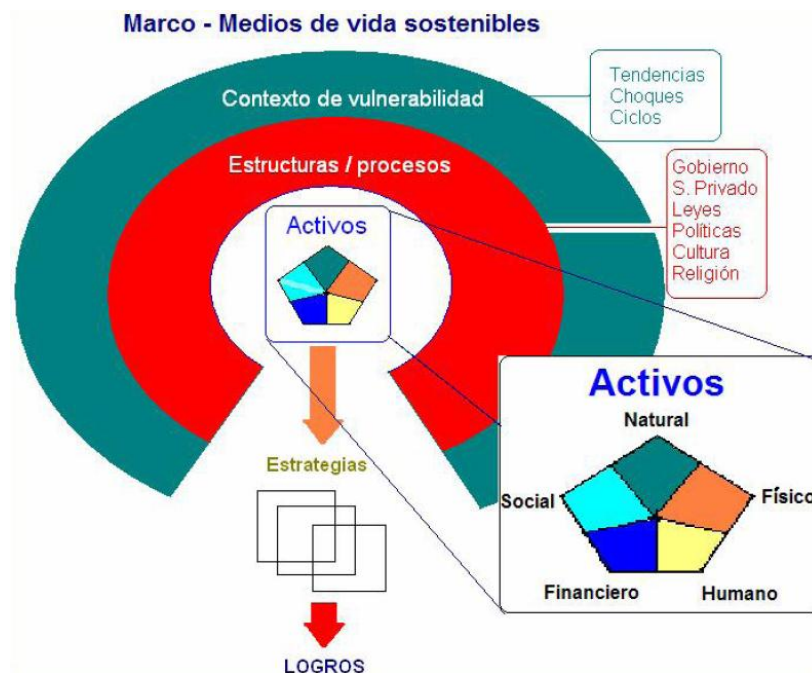 Marco - Medios de vida sostenibles
Contexto de vulnerabilidad
Tendencias
Choques
Ciclos
Estructuras / procesos
Gobierno
S. Privado
Leyes
Políticas
Cultura
Religión
Activos
Estrategias
LOGROS
Activos
Natural
Social
Físico
Financiero
Humano